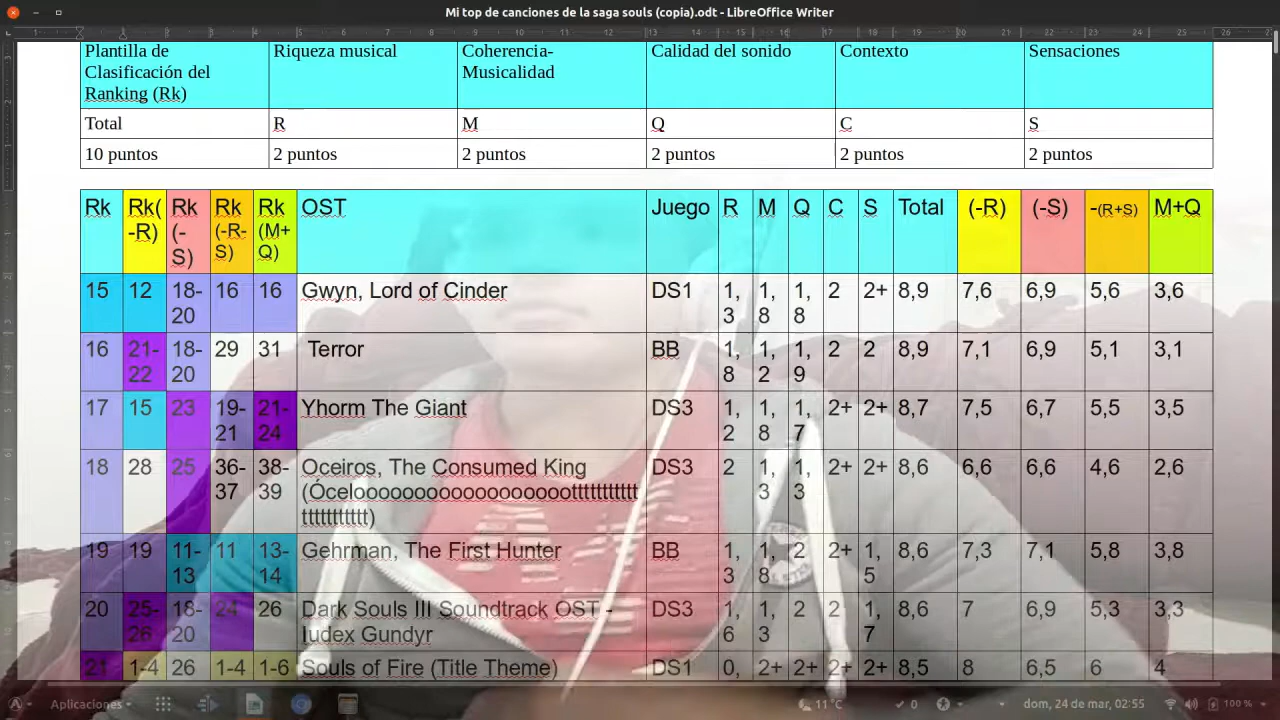 Mi top de canciones de la saga souls (copia).odt - LibreOffice Writer
Plantilla de Clasificación del Ranking (Rk) Riqueza musical Coherencia-Musicalidad Calidad del sonido Contexto Sensaciones
Total R M Q C S
10 puntos 2 puntos 2 puntos 2 puntos 2 puntos 2 puntos
Rk Rk(-R) Rk (-S) Rk (-R-S) Rk (M+Q) OST Juego R M Q C S Total (-R) (-S) -(R+S) M+Q
15 12 18-20 16 16 Gwyn, Lord of Cinder DS1 1,3 1,8 1,8 2 2+ 8,9 7,6 6,9 5,6 3,6
16 21-22 18-20 29 31 Terror BB 1,8 1,2 1,9 2 2 8,9 7,1 6,9 5,1 3,1
17 15 23 19-21 21-24 Yhorm The Giant DS3 1,2 1,8 1,7 2+ 2+ 8,7 7,5 6,7 5,5 3,5
18 28 25 36-37 38-39 Oceiros, The Consumed King DS3 2 1,3 1,3 2+ 2+ 8,6 6,6 6,6 4,6 2,6
19 19 11-13 11 13-14 Gehrman, The First Hunter BB 1,3 1,8 2 2+ 1,5 8,6 7,3 7,1 5,8 3,8
20 25-26 18-20 24 26 Dark Souls III Soundtrack OST - Iudex Gundyr DS3 1,6 1,3 2 2 1,7 8,6 7 6,9 5,3 3,3
21 1-4 26 1-4 1-6 Souls of Fire (Title Theme) DS1 0, 2+ 2+ 2+ 2+ 8,5 8 6,5 6 4
Aplicaciones 11°C 0 dom, 24 de mar, 02:55 100 %